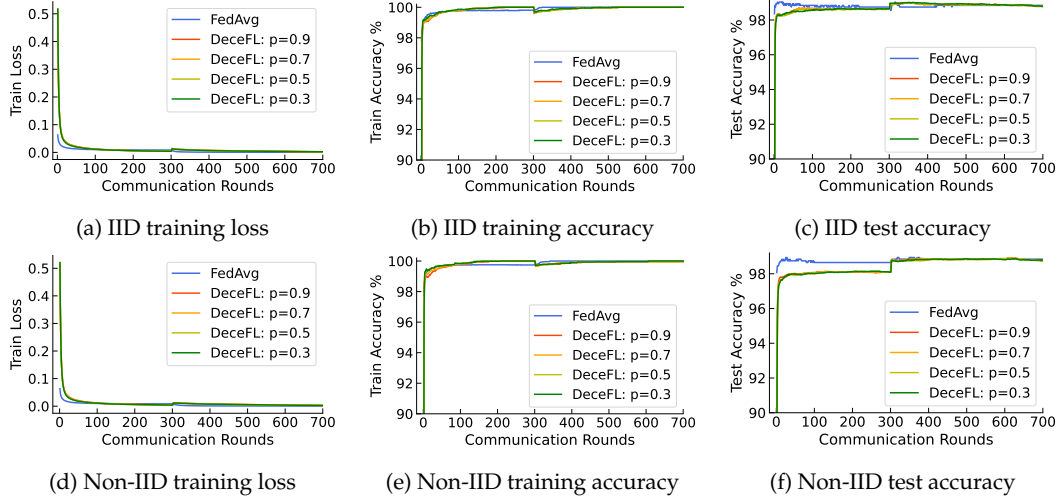 0.5
0.4
0.3
0.2
0.1
0.0
Train Loss
FedAvg
DeceFL: p=0.9
DeceFL: p=0.7
DeceFL: p=0.5
DeceFL: p=0.3
0 100 200 300 400 500 600 700
Communication Rounds
(a) IID training loss
100
98
96
94
92
90
Train Accuracy %
FedAvg
DeceFL: p=0.9
DeceFL: p=0.7
DeceFL: p=0.5
DeceFL: p=0.3
0 100 200 300 400 500 600 700
Communication Rounds
(b) IID training accuracy
98
96
94
92
90
Test Accuracy %
FedAvg
DeceFL: p=0.9
DeceFL: p=0.7
DeceFL: p=0.5
DeceFL: p=0.3
0 100 200 300 400 500 600 700
Communication Rounds
(c) IID test accuracy
0.5
0.4
0.3
0.2
0.1
0.0
Train Loss
FedAvg
DeceFL: p=0.9
DeceFL: p=0.7
DeceFL: p=0.5
DeceFL: p=0.3
0 100 200 300 400 500 600 700
Communication Rounds
(d) Non-IID training loss
100
98
96
94
92
90
Train Accuracy %
FedAvg
DeceFL: p=0.9
DeceFL: p=0.7
DeceFL: p=0.5
DeceFL: p=0.3
0 100 200 300 400 500 600 700
Communication Rounds
(e) Non-IID training accuracy
98
96
94
92
90
Test Accuracy %
FedAvg
DeceFL: p=0.9
DeceFL: p=0.7
DeceFL: p=0.5
DeceFL: p=0.3
0 100 200 300 400 500 600 700
Communication Rounds
(f) Non-IID test accuracy